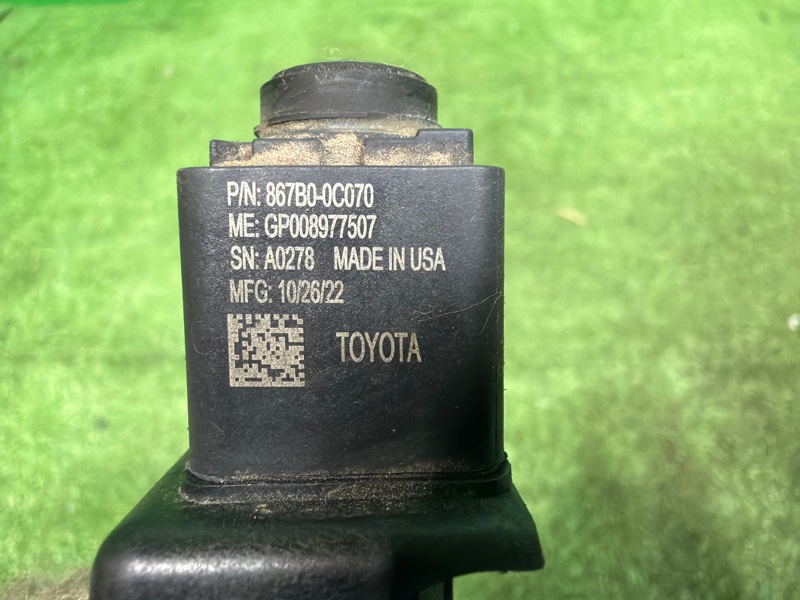 P/N: 867B0-0C070
ME: GP008977507
SN: A0278 MADE IN USA
MFG: 10/26/22
TOYOTA